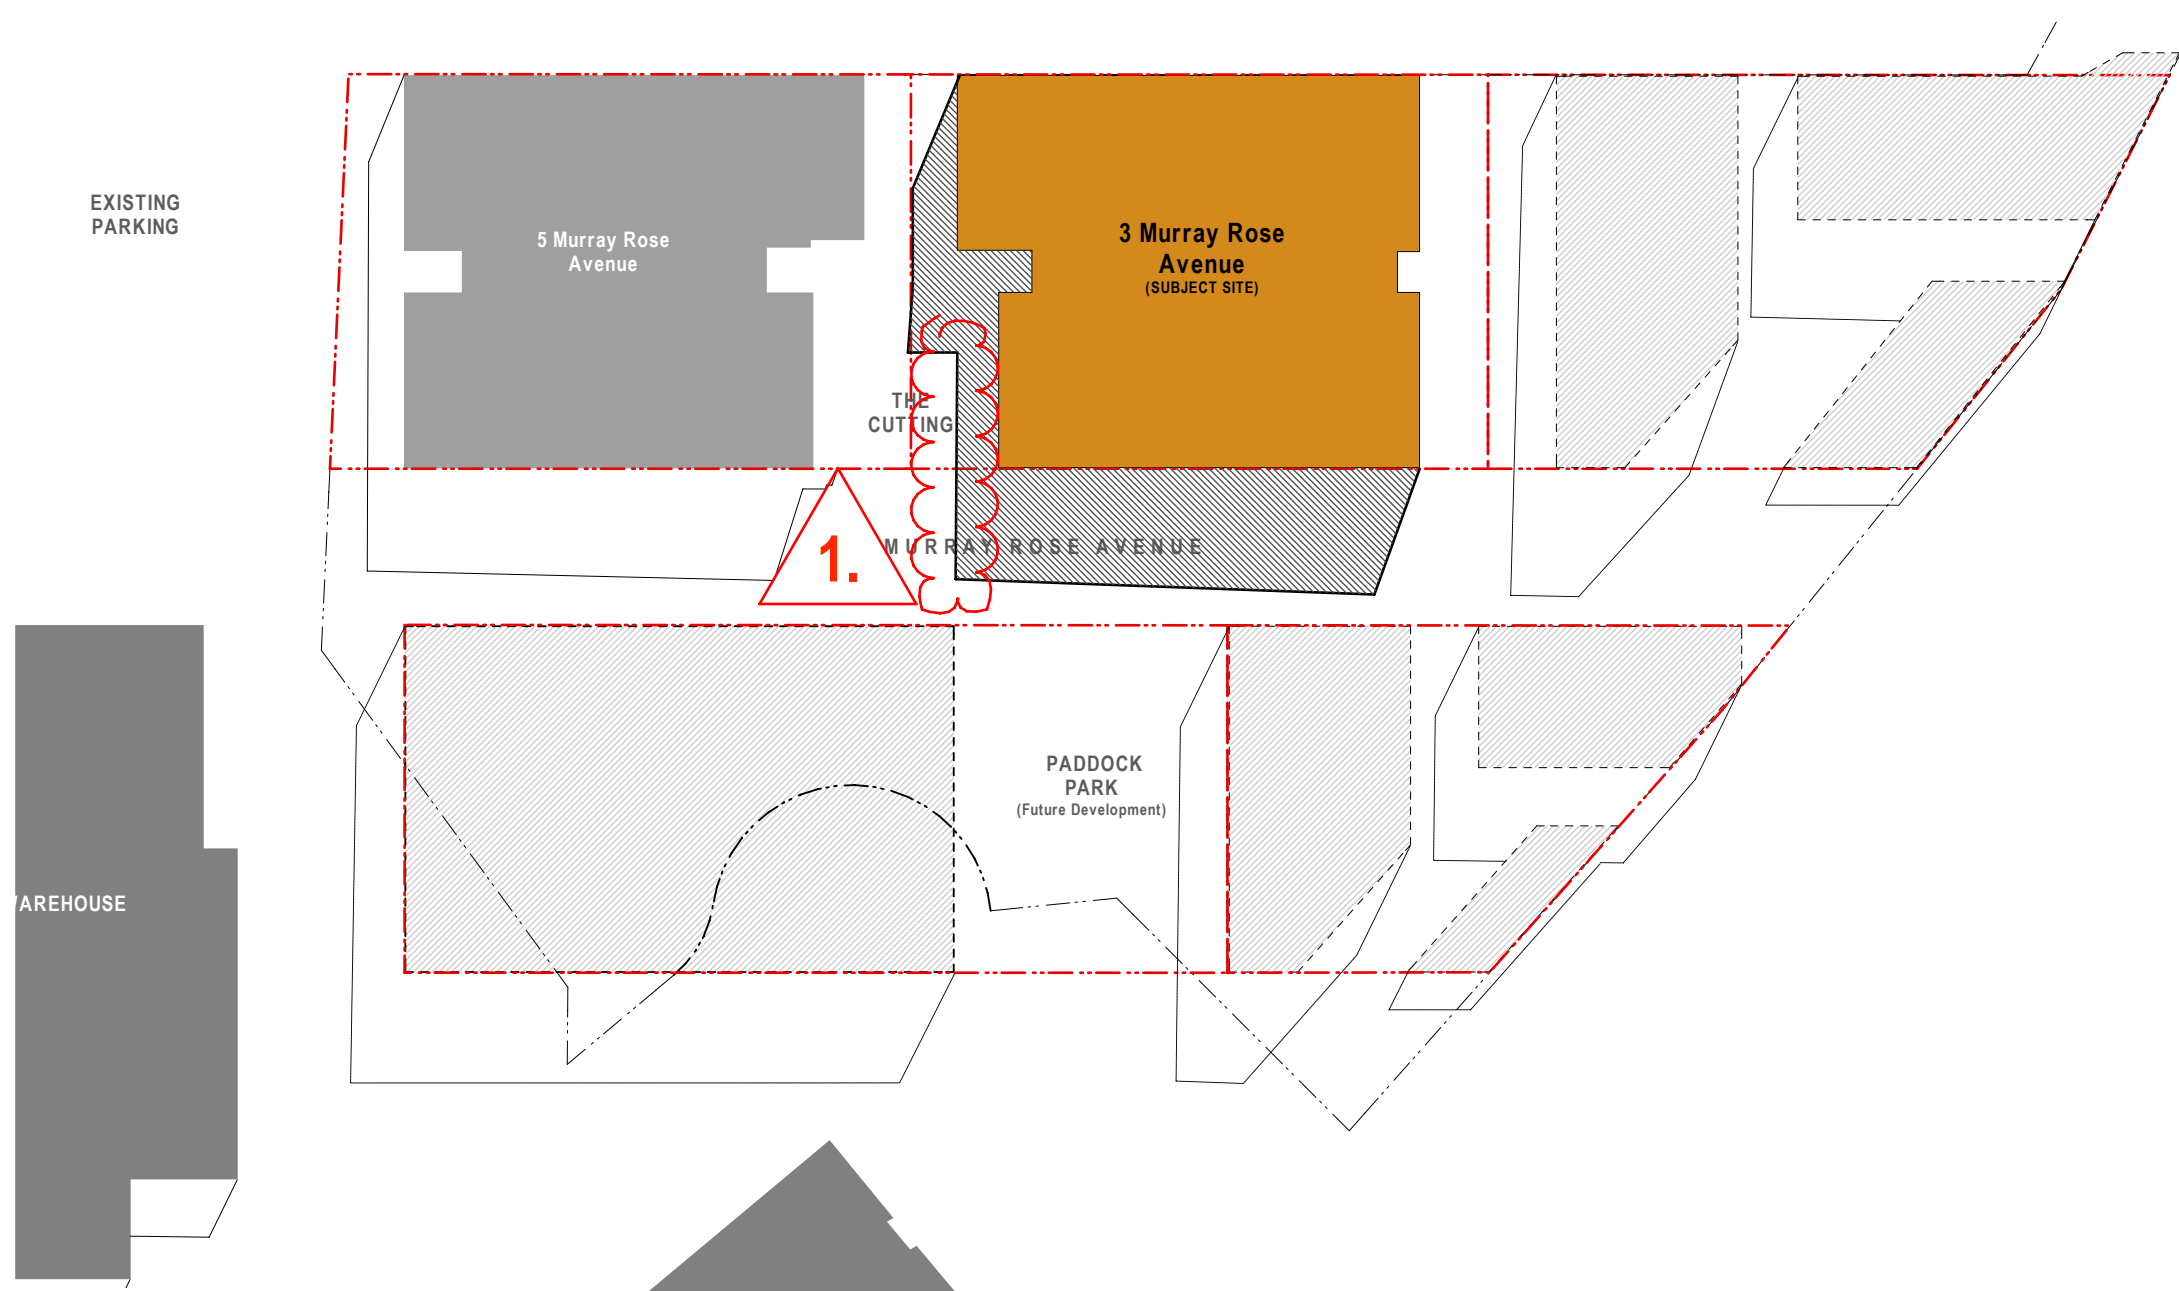 EXISTING
PARKING
5 Murray Rose
Avenue
3 Murray Rose
Avenue
(SUBJECT SITE)
THE
CUTTING
1.
MURRAY ROSE AVENUE
PADDOCK
PARK
(Future Development)
AREHOUSE